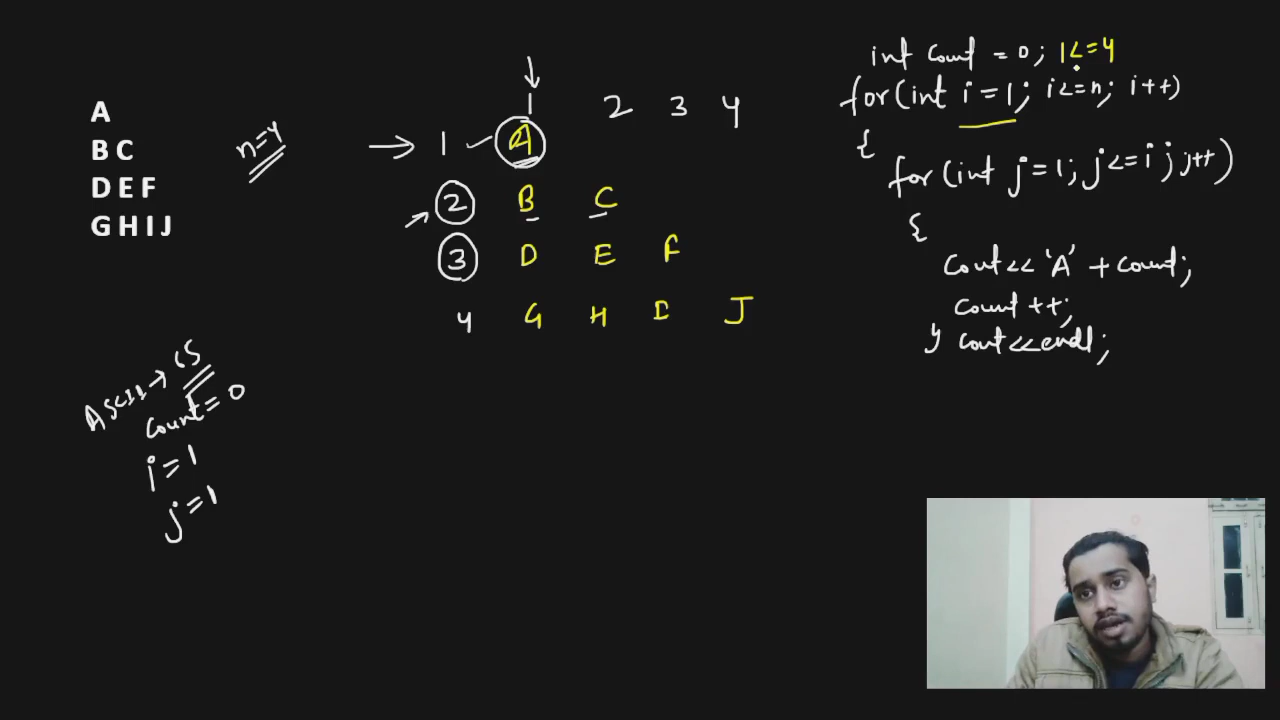 A
B C
D E F
G H I J
n=4
1 2 3 4
1 A
2 B C
3 D E F
4 G H I J
int count = 0; 1<=4
for(int i=1; i<=n; i++)
{
for(int j=1; j<=i; j++)
{
cout<< 'A' + count;
count ++;
} cout<<endl;
ASCII → 65
count = 0
i = 1
j = 1